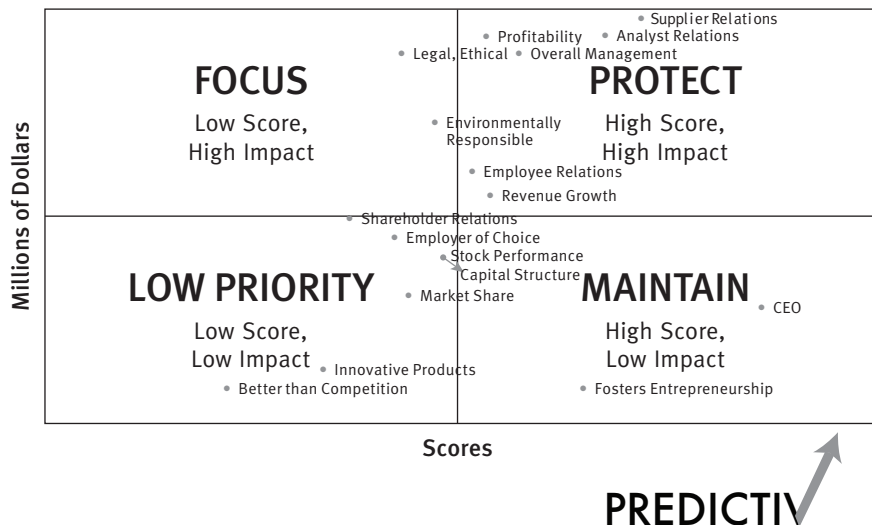 Supplier Relations
Profitability
Analyst Relations
Legal, Ethical
Overall Management
FOCUS
Low Score,
High Impact
PROTECT
High Score,
High Impact
Environmentally
Responsible
Employee Relations
Revenue Growth
Millions of Dollars
Shareholder Relations
Employer of Choice
Stock Performance
Capital Structure
LOW PRIORITY
Low Score,
Low Impact
Market Share
MAINTAIN
High Score,
Low Impact
CEO
Innovative Products
Better than Competition
Fosters Entrepreneurship
Scores
PREDICTIV